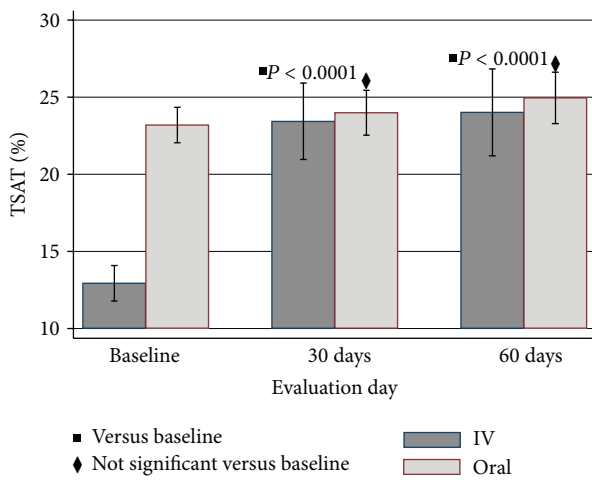 30
25
20
15
10
TSAT (%)
■P < 0.0001 ♦
■P < 0.0001 ♦
Baseline
30 days
60 days
Evaluation day
■ Versus baseline
♦ Not significant versus baseline
IV
Oral